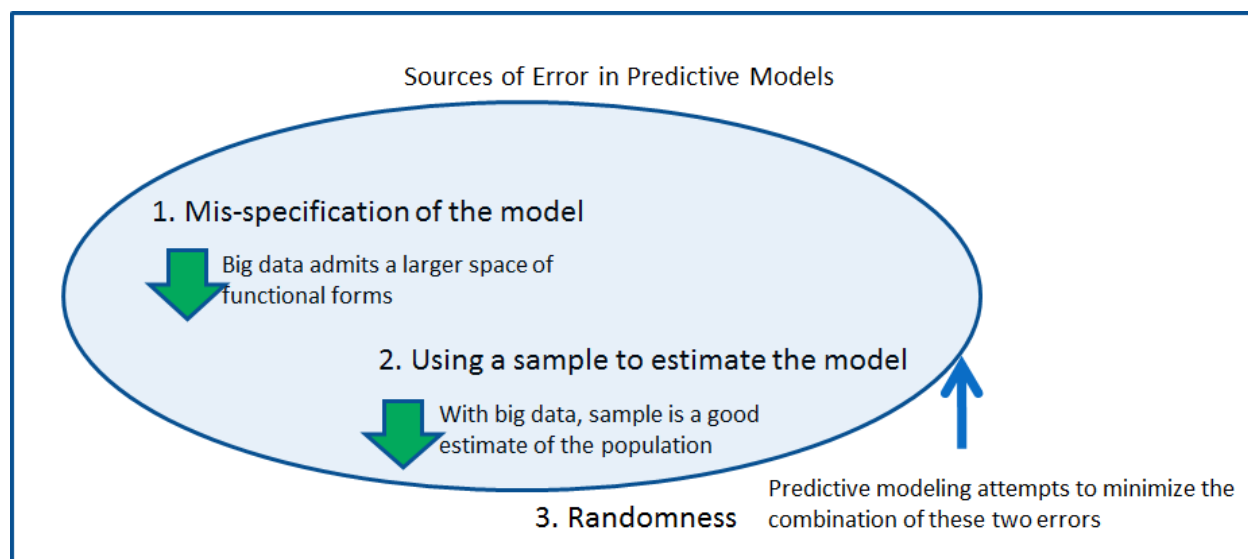 Sources of Error in Predictive Models
1. Mis-specification of the model
Big data admits a larger space of
functional forms
2. Using a sample to estimate the model
With big data, sample is a good
estimate of the population
3. Randomness
Predictive modeling attempts to minimize the
combination of these two errors